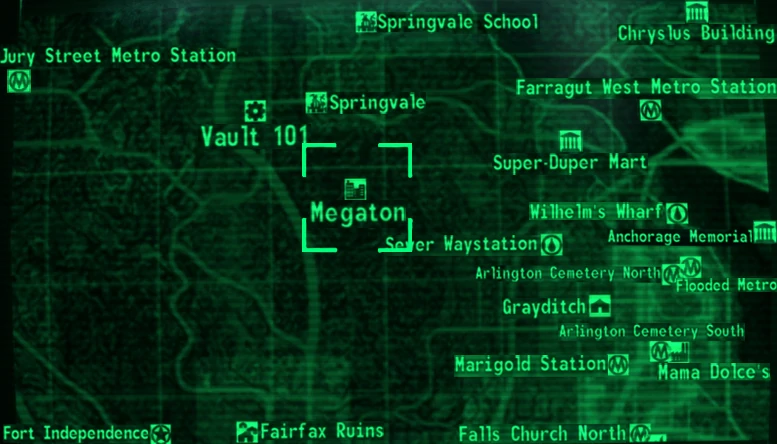 Springvale School
Chryslus Building
Jury Street Metro Station
Farragut West Metro Station
Springvale
Vault 101
Super-Duper Mart
Megaton
Wilhelm's Wharf
Anchorage Memorial
Sewer Waystation
Arlington Cemetery North
Flooded Metro
Grayditch
Arlington Cemetery South
Marigold Station
Mama Dolce's
Fort Independence
Fairfax Ruins
Falls Church North